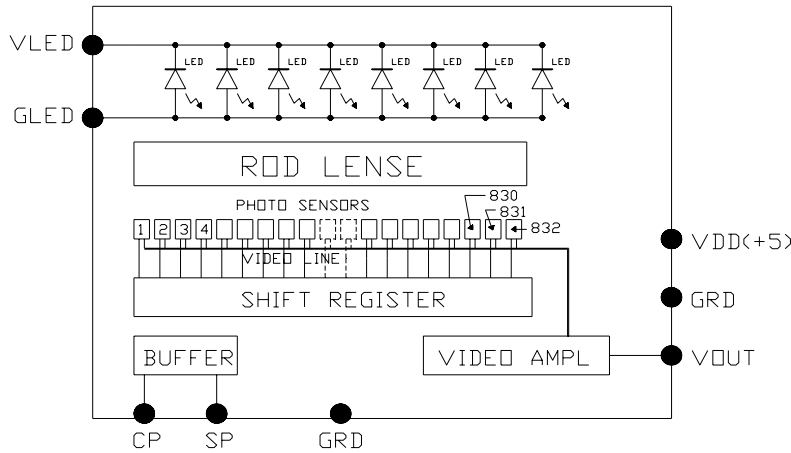 VLED
LED LED LED LED LED LED LED LED
GLED
ROD LENSE
PHOTO SENSORS
830
831
832
1 2 3 4
VIDEO LINE
VDD(+5)
SHIFT REGISTER
GRD
BUFFER
VIDEO AMPL
VOUT
CP SP GRD